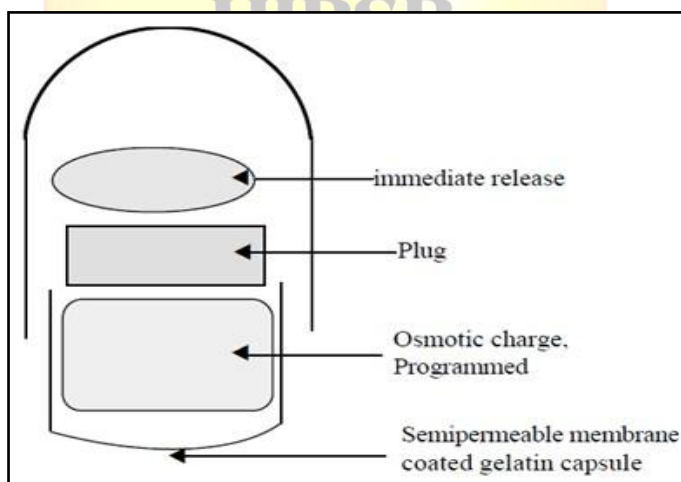 immediate release
Plug
Osmotic charge,
Programmed
Semipermeable membrane
coated gelatin capsule